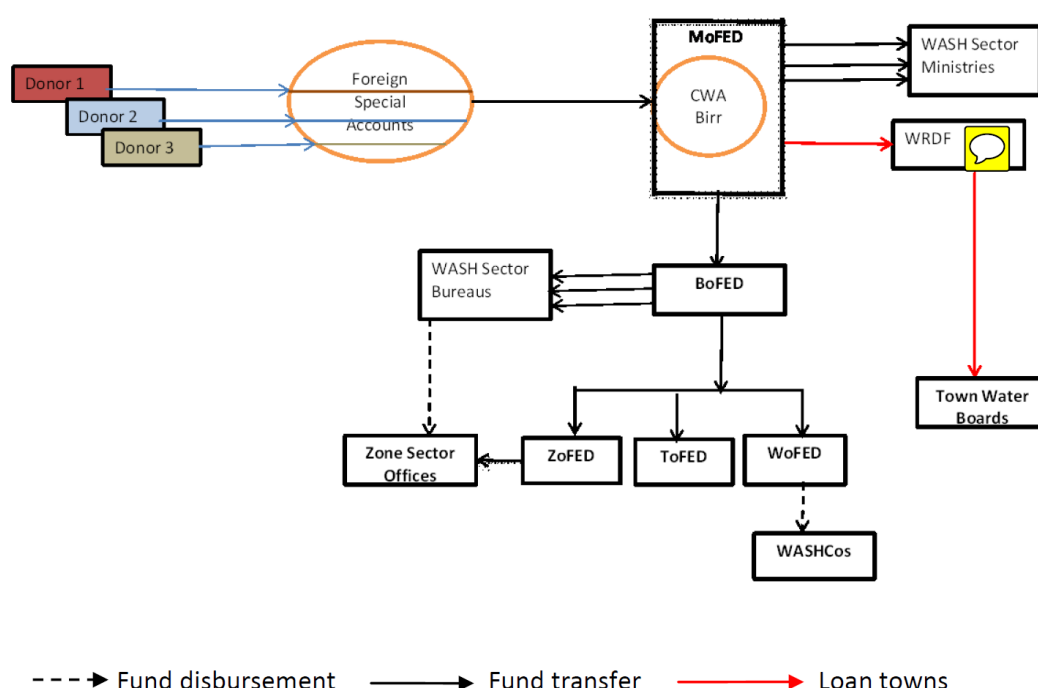 MoFED
WASH Sector
Ministries
Donor 1
Foreign
Special
Accounts
CWA
Birr
Donor 2
Donor 3
WRDF
WASH Sector
Bureaus
BoFED
Town Water
Boards
Zone Sector
Offices
ZoFED
ToFED
WoFED
WASHCos
Fund disbursement
Fund transfer
Loan towns